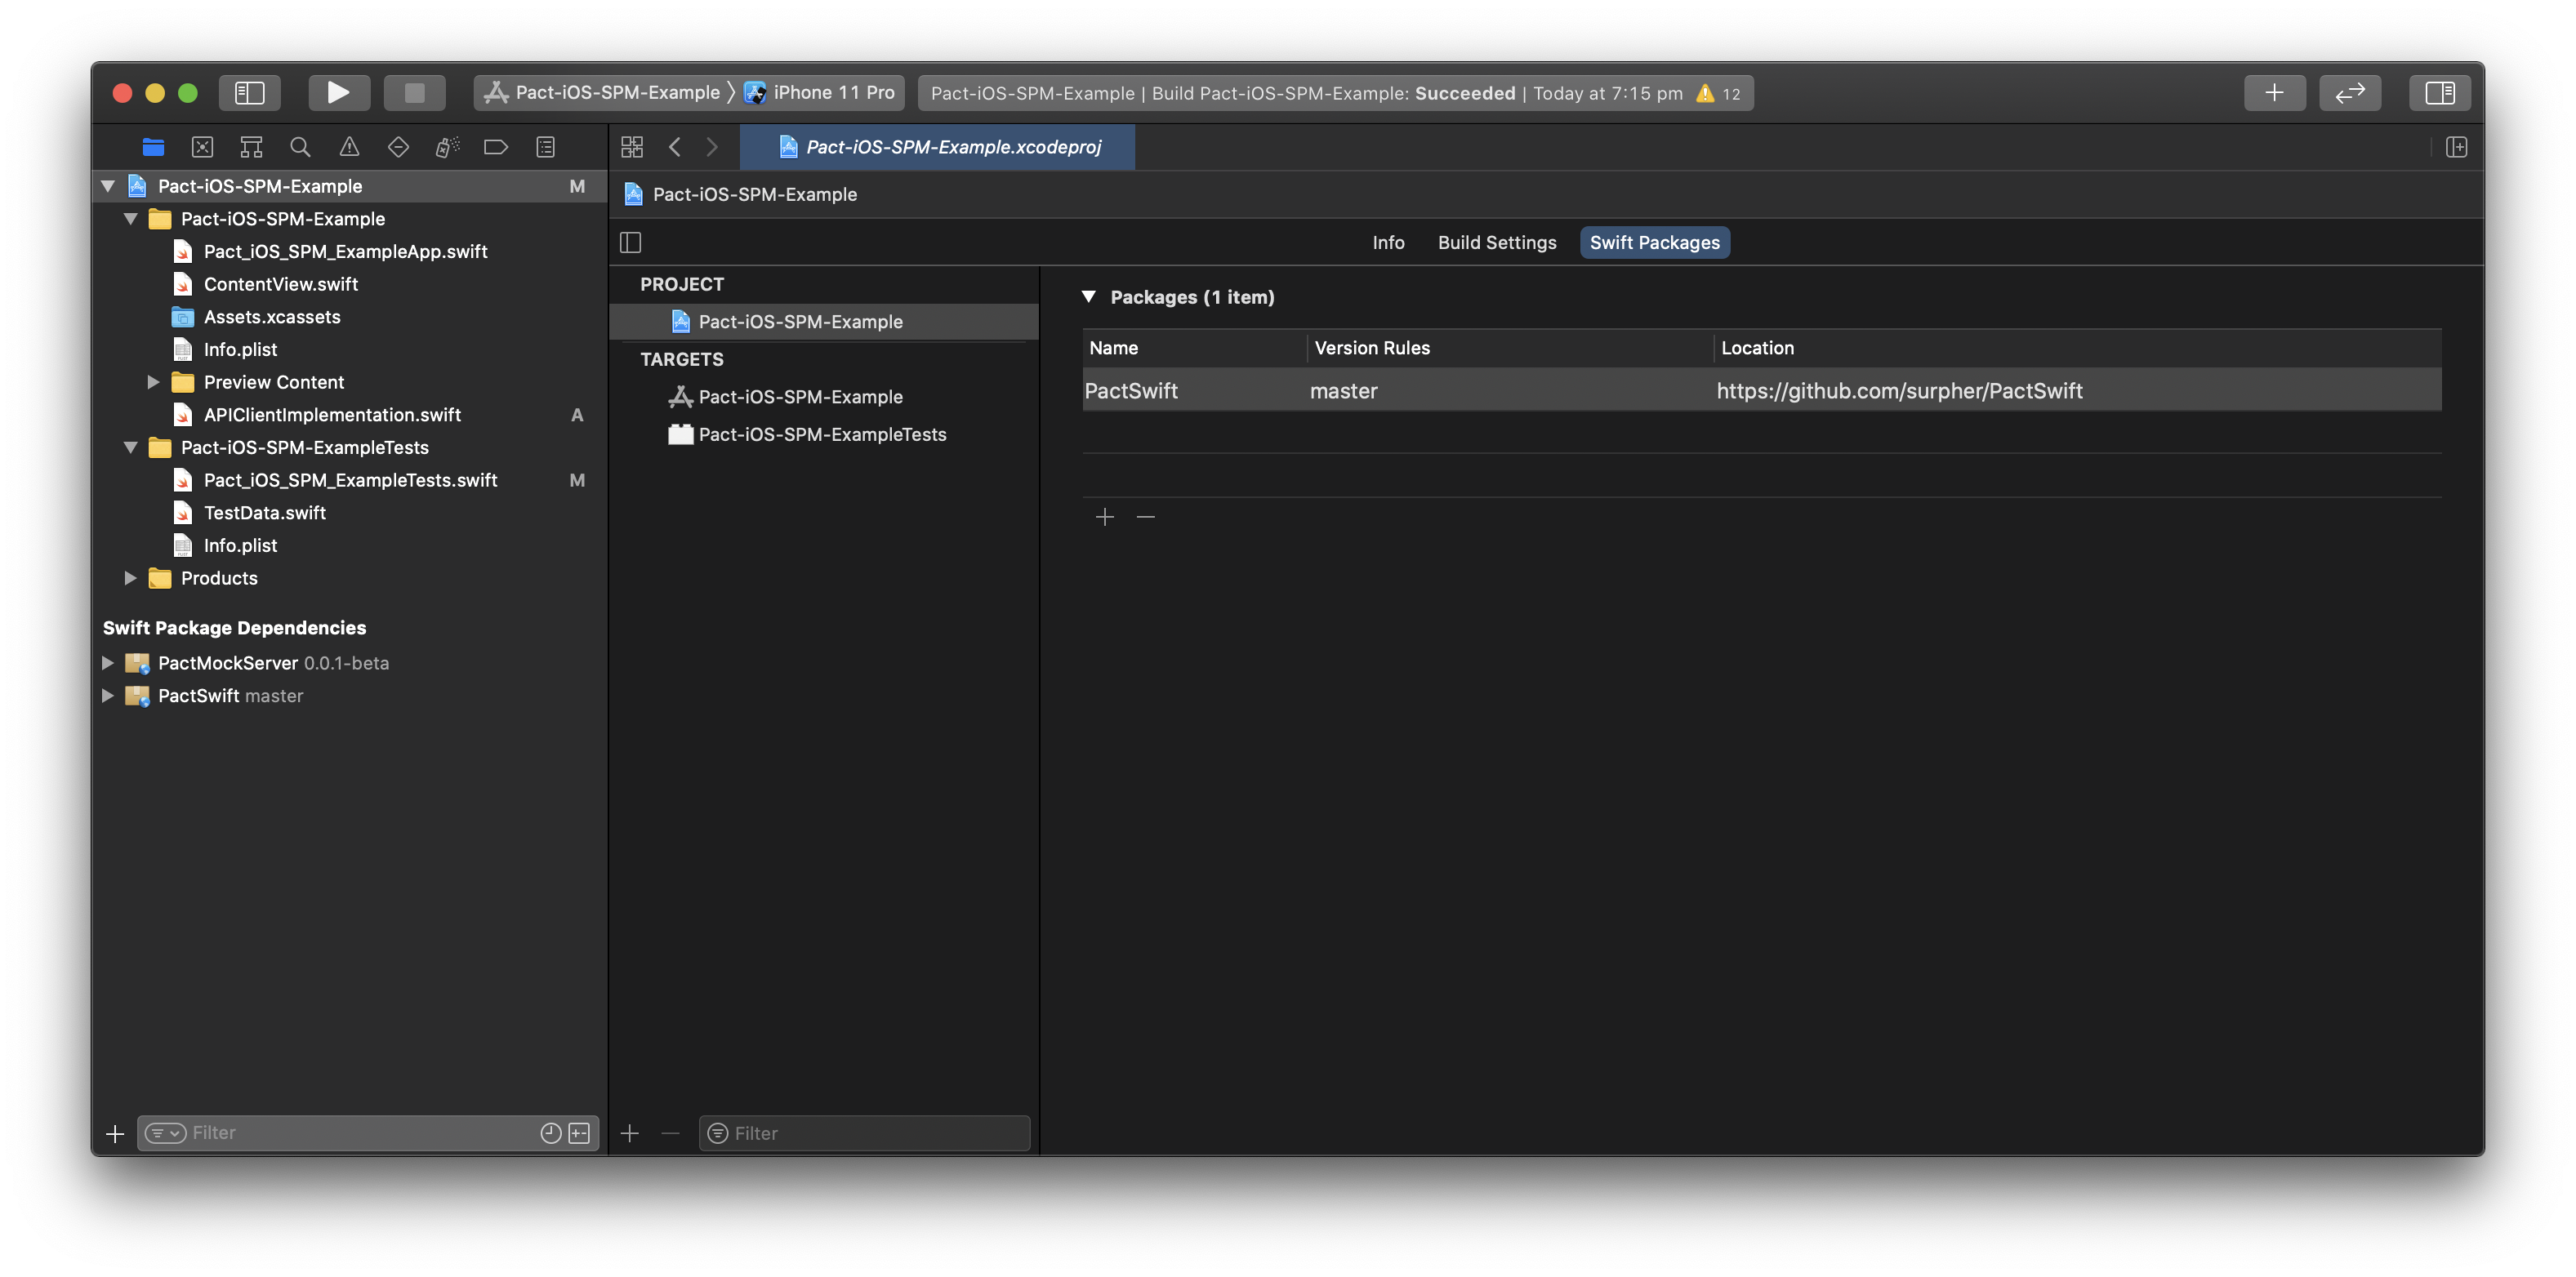 Pact-iOS-SPM-Example
iPhone 11 Pro
Pact-iOS-SPM-Example | Build Pact-iOS-SPM-Example: Succeeded | Today at 7:15 pm
12
Pact-iOS-SPM-Example.xcodeproj
Pact-iOS-SPM-Example M
Pact-iOS-SPM-Example
Pact_iOS_SPM_ExampleApp.swift
ContentView.swift
Assets.xcassets
Info.plist
Preview Content
APIClientImplementation.swift A
Pact-iOS-SPM-ExampleTests
Pact_iOS_SPM_ExampleTests.swift M
TestData.swift
Info.plist
Products
Swift Package Dependencies
PactMockServer 0.0.1-beta
PactSwift master
Filter
Pact-iOS-SPM-Example
Info Build Settings Swift Packages
PROJECT
Pact-iOS-SPM-Example
TARGETS
Pact-iOS-SPM-Example
Pact-iOS-SPM-ExampleTests
Filter
Packages (1 item)
Name Version Rules Location
PactSwift master https://github.com/surpher/PactSwift